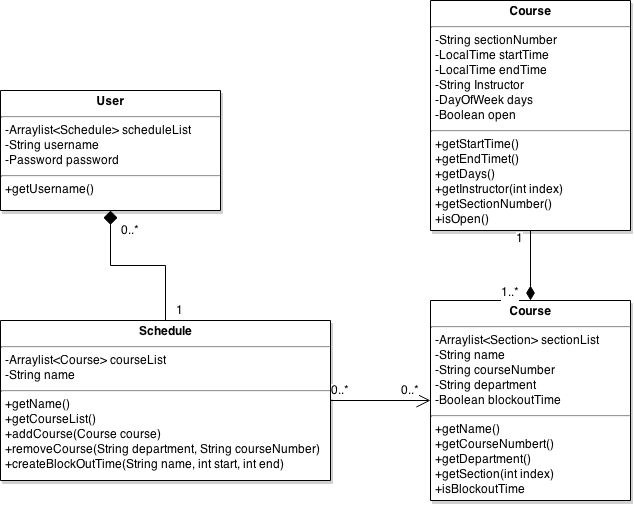 Course
-String sectionNumber
-LocalTime startTime
-LocalTime endTime
-String Instructor
-DayOfWeek days
-Boolean open
+getStartTime()
+getEndTimet()
+getDays()
+getInstructor(int index)
+getSectionNumber()
+isOpen()
User
-Arraylist<Schedule> scheduleList
-String username
-Password password
+getUsername()
0..*
1
1
1..*
Schedule
-Arraylist<Course> courseList
-String name
+getName()
+getCourseList()
+addCourse(Course course)
+removeCourse(String department, String courseNumber)
+createBlockOutTime(String name, int start, int end)
0..*
0..*
Course
-Arraylist<Section> sectionList
-String name
-String courseNumber
-String department
-Boolean blockoutTime
+getName()
+getCourseNumbert()
+getDepartment()
+getSection(int index)
+isBlockoutTime